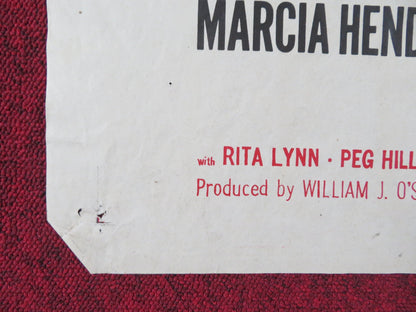 MARCIA HEND
with RITA LYNN · PEG HILL
Produced by WILLIAM J. O'S